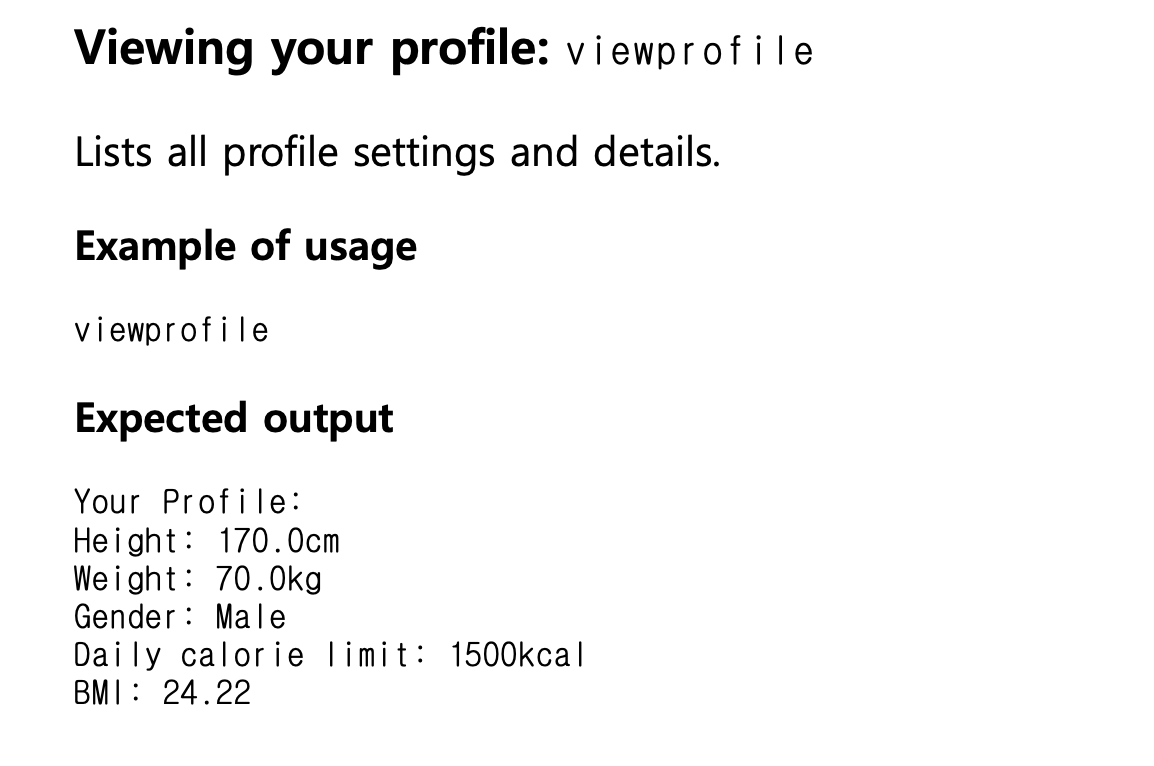 Viewing your profile: viewprofile
Lists all profile settings and details.
Example of usage
viewprofile
Expected output
Your Profile:
Height: 170.0cm
Weight: 70.0kg
Gender: Male
Daily calorie limit: 1500kcal
BMI: 24.22